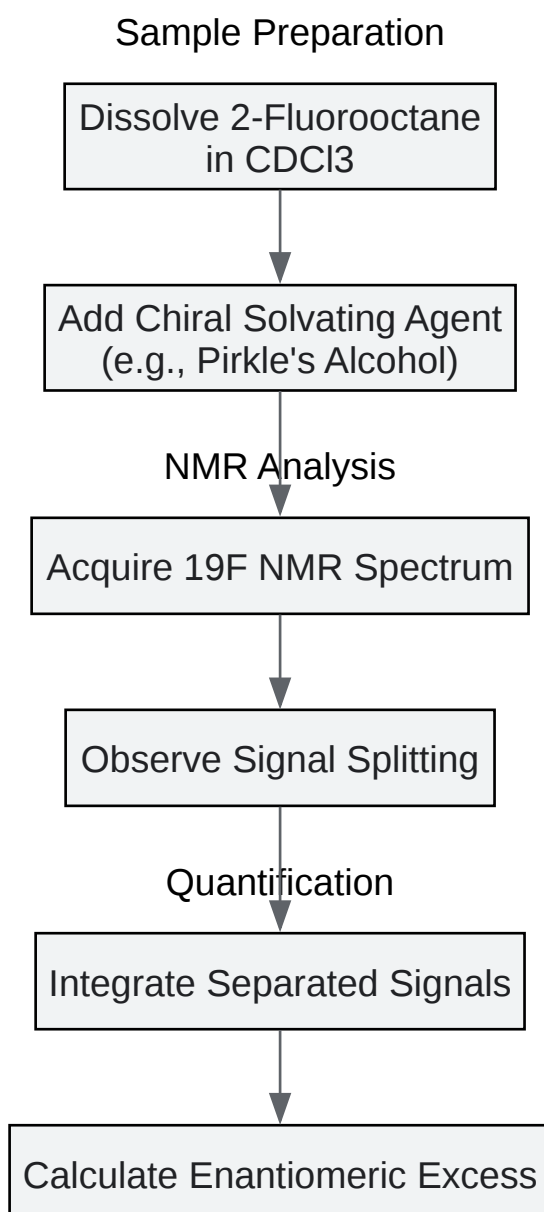 Sample Preparation
Dissolve 2-Fluorooctane
in CDCl3
Add Chiral Solvating Agent
(e.g., Pirkle's Alcohol)
NMR Analysis
Acquire 19F NMR Spectrum
Observe Signal Splitting
Quantification
Integrate Separated Signals
Calculate Enantiomeric Excess